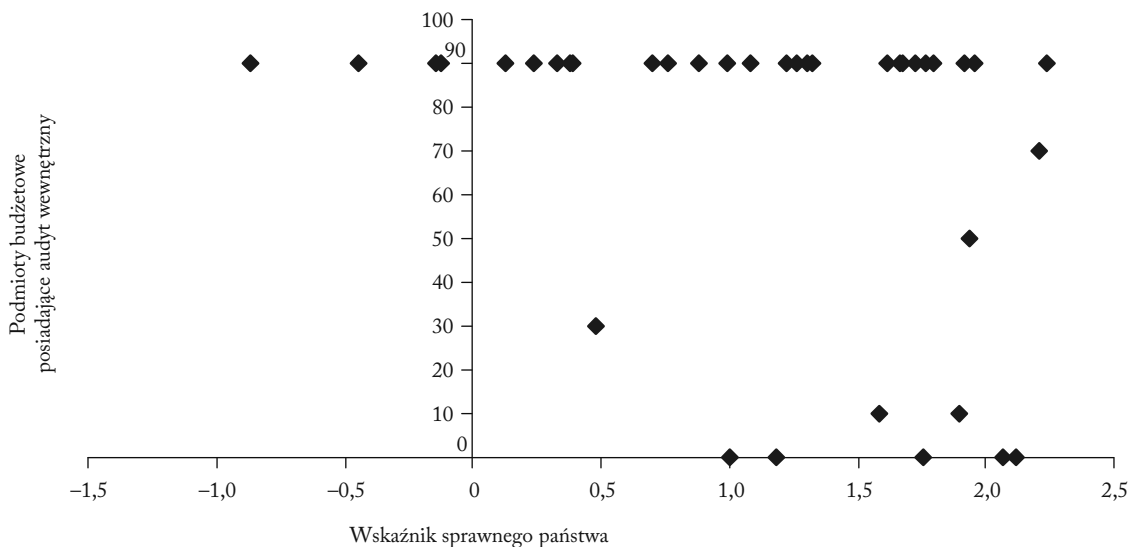 100
90
80
70
60
50
40
30
20
10
0
Podmioty budżetowe
posiadające audyt wewnętrzny
–1,5 –1,0 –0,5 0 0,5 1,0 1,5 2,0 2,5
Wskaźnik sprawnego państwa